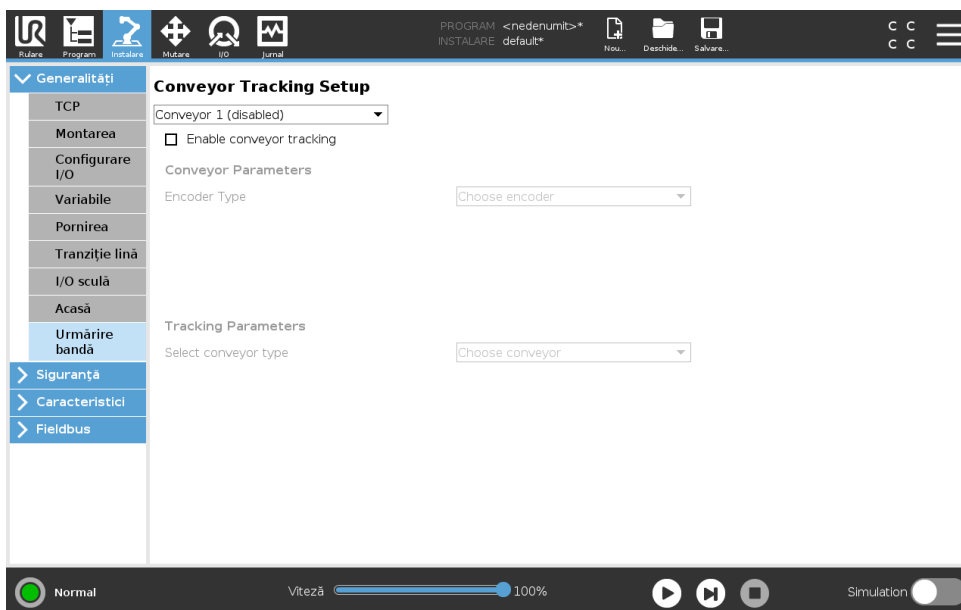 PROGRAM <nedenumit>*
INSTALARE default*
C C
C C
Rulare Program Instalare Mutare I/O Jurnal Nou... Deschide... Salvare...
Generalități
TCP
Montarea
Configurare
I/O
Variabile
Pornirea
Tranziție lină
I/O sculă
Acasă
Urmărire
bandă
Siguranță
Caracteristici
Fieldbus
Conveyor Tracking Setup
Conveyor 1 (disabled)
Enable conveyor tracking
Conveyor Parameters
Encoder Type Choose encoder
Tracking Parameters
Select conveyor type Choose conveyor
Normal Viteză 100% Simulation